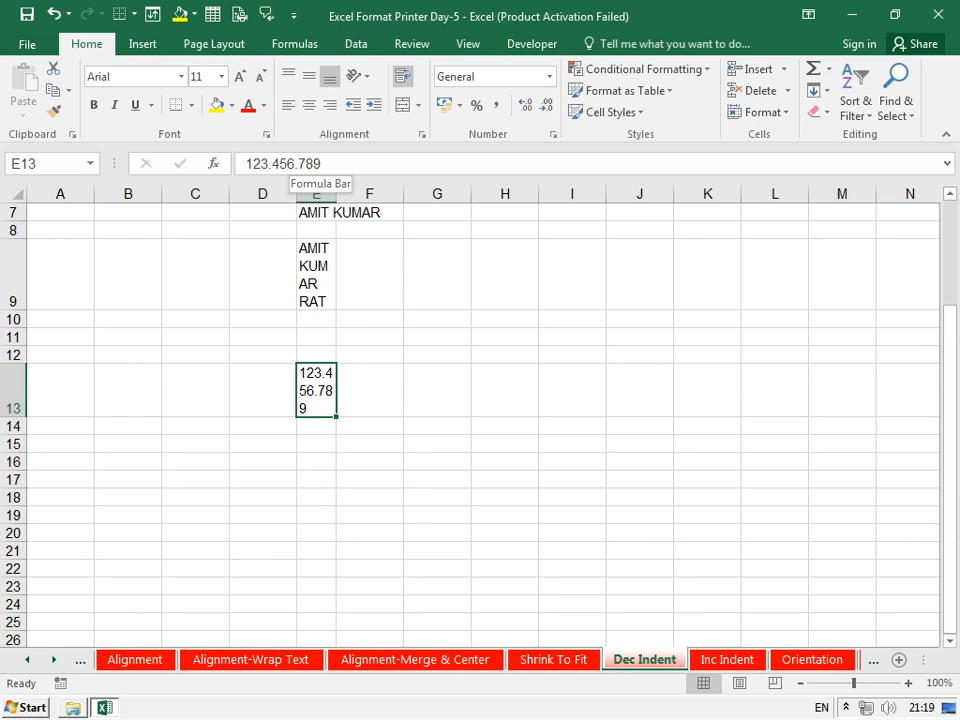 Excel Format Printer Day-5 - Excel (Product Activation Failed)
File Home Insert Page Layout Formulas Data Review View Developer Tell me what you want to do... Sign in Share
Paste Arial 11 A A General Conditional Formatting Insert
B I U A % , Format as Table Delete Sort & Find &
Cell Styles Format Filter Select
Clipboard Font Alignment Number Styles Cells Editing
E13 fx 123.456.789
Formula Bar
A B C D E F G H I J K L M N
7 AMIT KUMAR
8
AMIT
KUM
AR
9 RAT
10
11
12
123.4
56.78
13 9
14
15
16
17
18
19
20
21
22
23
24
25
26
... Alignment Alignment-Wrap Text Alignment-Merge & Center Shrink To Fit Dec Indent Inc Indent Orientation ...
Ready 100%
Start EN 21:19